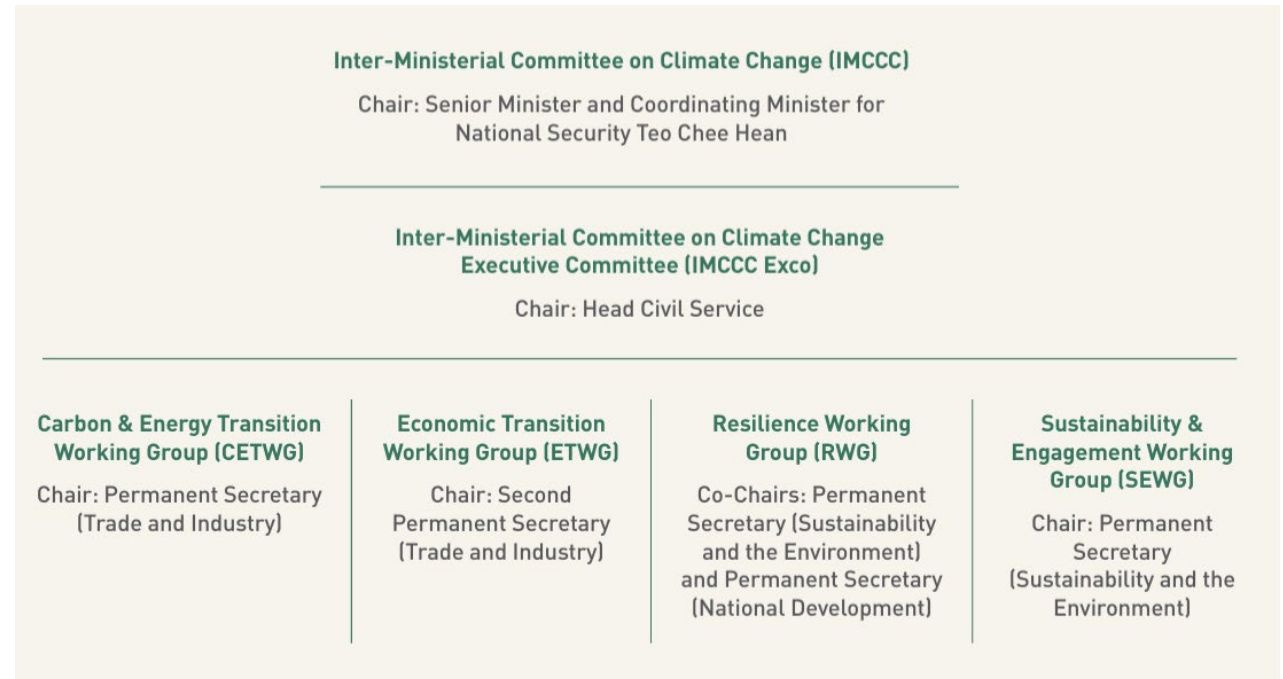 Inter-Ministerial Committee on Climate Change (IMCCC)
Chair: Senior Minister and Coordinating Minister for
National Security Teo Chee Hean
Inter-Ministerial Committee on Climate Change
Executive Committee (IMCCC Exco)
Chair: Head Civil Service
Carbon & Energy Transition
Working Group (CETWG)
Chair: Permanent Secretary
(Trade and Industry)
Economic Transition
Working Group (ETWG)
Chair: Second
Permanent Secretary
(Trade and Industry)
Resilience Working
Group (RWG)
Co-Chairs: Permanent
Secretary (Sustainability
and the Environment)
and Permanent Secretary
(National Development)
Sustainability &
Engagement Working
Group (SEWG)
Chair: Permanent
Secretary
(Sustainability and the
Environment)